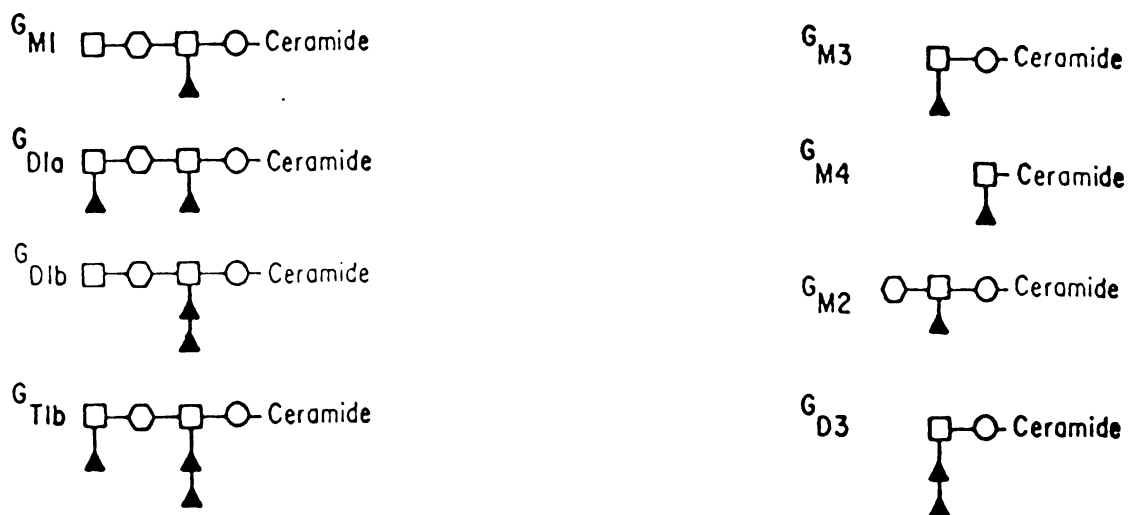 GM1 Ceramide
GD1a Ceramide
GD1b Ceramide
GT1b Ceramide
GM3 Ceramide
GM4 Ceramide
GM2 Ceramide
GD3 Ceramide